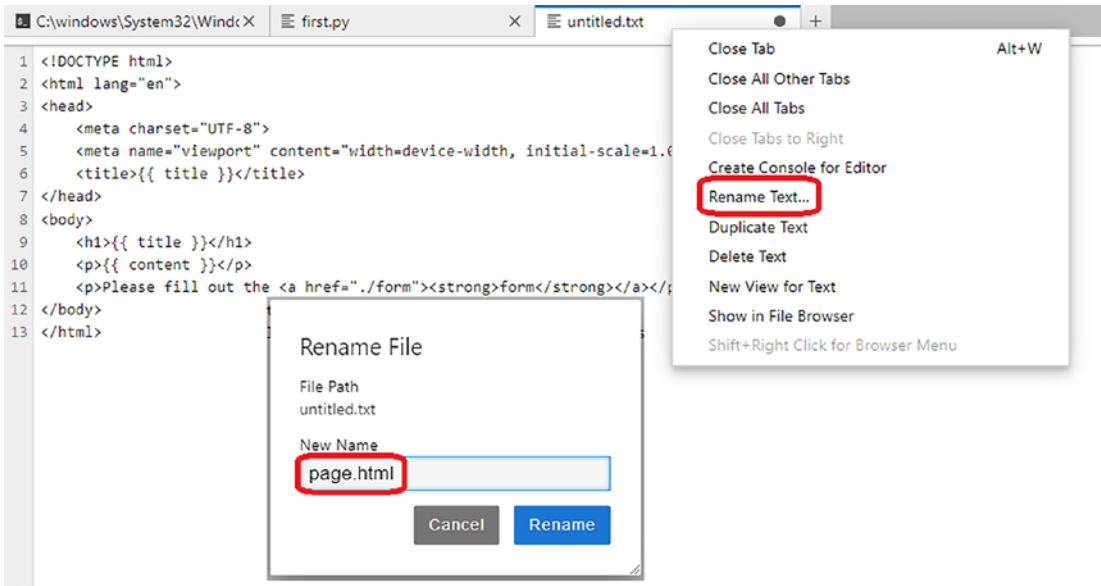 C:\windows\System32\Windo
first.py
untitled.txt
1 <!DOCTYPE html>
2 <html lang="en">
3 <head>
4 <meta charset="UTF-8">
5 <meta name="viewport" content="width=device-width, initial-scale=1.0
6 <title>{{ title }}</title>
7 </head>
8 <body>
9 <h1>{{ title }}</h1>
10 <p>{{ content }}</p>
11 <p>Please fill out the <a href="./form"><strong>form</strong></a></p
12 </body>
13 </html>
Close Tab Alt+W
Close All Other Tabs
Close All Tabs
Close Tabs to Right
Create Console for Editor
Rename Text...
Duplicate Text
Delete Text
New View for Text
Show in File Browser
Shift+Right Click for Browser Menu
Rename File
File Path
untitled.txt
New Name
page.html
Cancel Rename